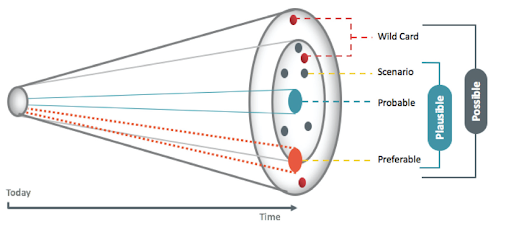 Wild Card
Scenario
Probable
Preferable
Plausible
Possible
Today
Time